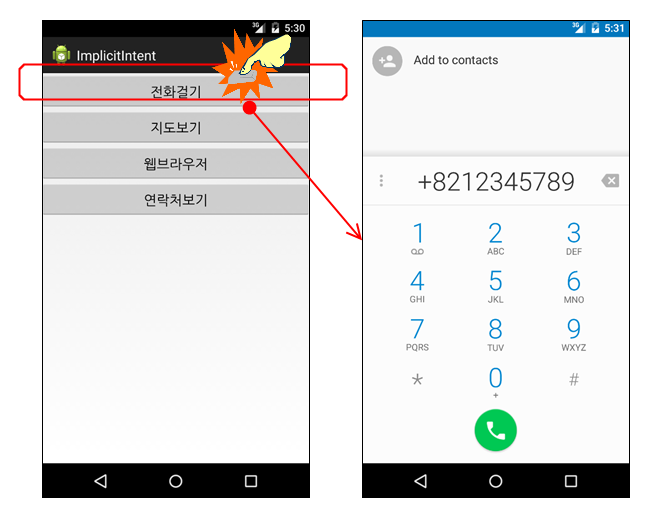 3G 5:30
ImplicitIntent
전화걸기
지도보기
웹브라우저
연락처보기
3G 5:31
Add to contacts
+8212345789
1 2 3
ABC DEF
4 5 6
GHI JKL MNO
7 8 9
PQRS TUV WXYZ
* 0 #
+